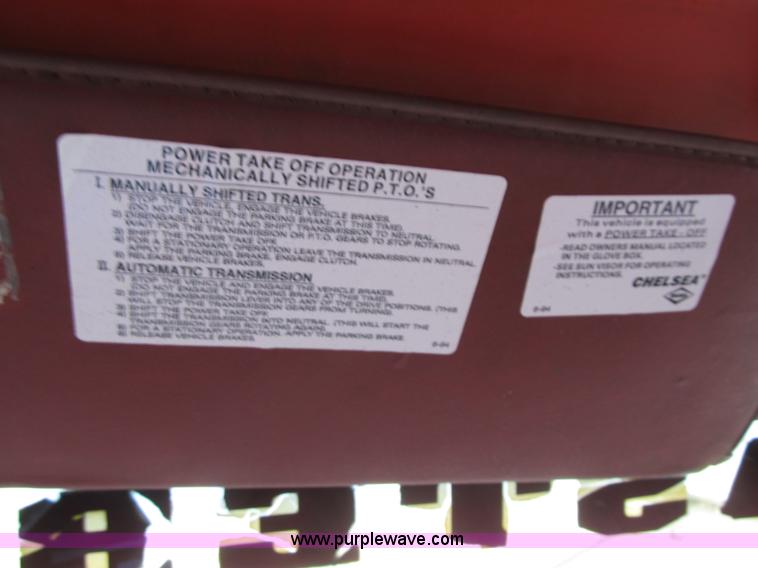 POWER TAKE OFF OPERATION
MECHANICALLY SHIFTED P.T.O.'S
I. MANUALLY SHIFTED TRANS.
1) STOP THE VEHICLE, ENGAGE THE VEHICLE BRAKES.
(DO NOT ENGAGE THE PARKING BRAKE AT THIS TIME).
2) DISENGAGE CLUTCH AND SHIFT TRANSMISSION TO NEUTRAL.
WAIT FOR THE TRANSMISSION OR P.T.O. GEARS TO STOP ROTATING.
3) SHIFT THE POWER TAKE OFF.
4) FOR A STATIONARY OPERATION LEAVE THE TRANSMISSION IN NEUTRAL
APPLY THE PARKING BRAKE, ENGAGE CLUTCH.
5) RELEASE VEHICLE BRAKES.
II. AUTOMATIC TRANSMISSION
1) STOP THE VEHICLE AND ENGAGE THE VEHICLE BRAKES
(DO NOT ENGAGE THE PARKING BRAKE AT THIS TIME).
2) SHIFT TRANSMISSION LEVER INTO ANY OF THE DRIVE POSITIONS. (THIS
WILL STOP THE TRANSMISSION GEARS FROM TURNING).
3) SHIFT THE POWER TAKE OFF.
4) SHIFT THE TRANSMISSION INTO NEUTRAL. (THIS WILL START THE
TRANSMISSION GEARS ROTATING AGAIN).
5) FOR A STATIONARY OPERATION, APPLY THE PARKING BRAKE
6) RELEASE VEHICLE BRAKES.
IMPORTANT
This vehicle is equipped
with a POWER TAKE - OFF
-READ OWNERS MANUAL LOCATED
IN THE GLOVE BOX.
-SEE SUN VISOR FOR OPERATING
INSTRUCTIONS.
CHELSEA
www.purplewave.com